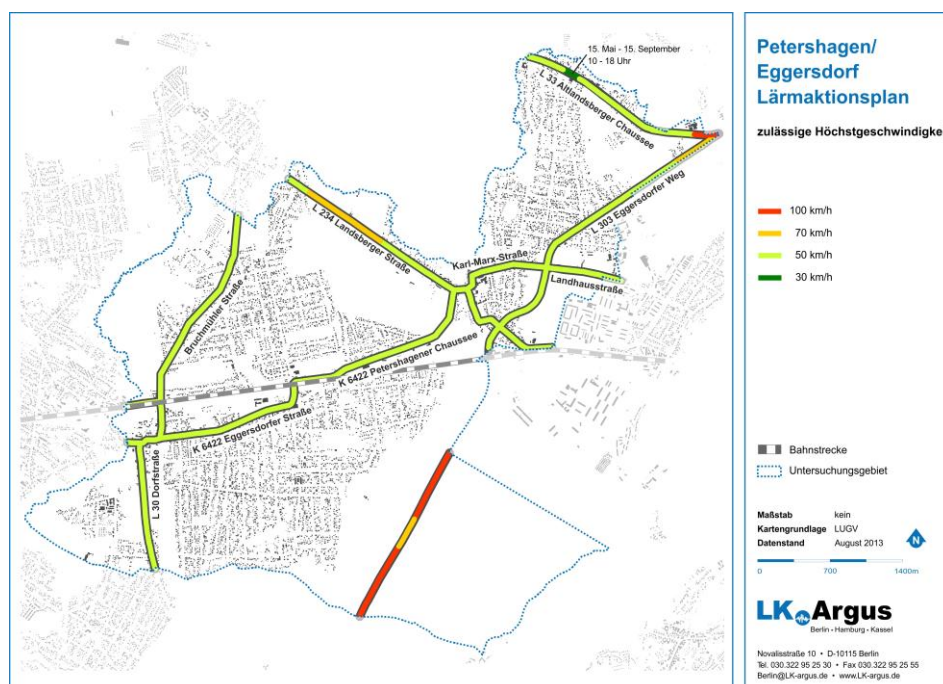 15. Mai - 15. September
10 - 18 Uhr
L 33 Altlandsberger Chaussee
L 303 Eggersdorfer Weg
L 234 Landsberger Straße
Karl-Marx-Straße
Landhausstraße
Bruchmühler Straße
K 6422 Petershagener Chaussee
K 6422 Eggersdorfer Straße
L 30 Dorfstraße
Petershagen/
Eggersdorf
Lärmaktionsplan
zulässige Höchstgeschwindigke
100 km/h
70 km/h
50 km/h
30 km/h
Bahnstrecke
Untersuchungsgebiet
Maßstab kein
Kartengrundlage LUGV
Datenstand August 2013
N
0 700 1400m
LK Argus
Berlin - Hamburg - Kassel
Novalisstraße 10 • D-10115 Berlin
Tel. 030.322 95 25 30 • Fax 030.322 95 25 55
Berlin@LK-argus.de • www.LK-argus.de